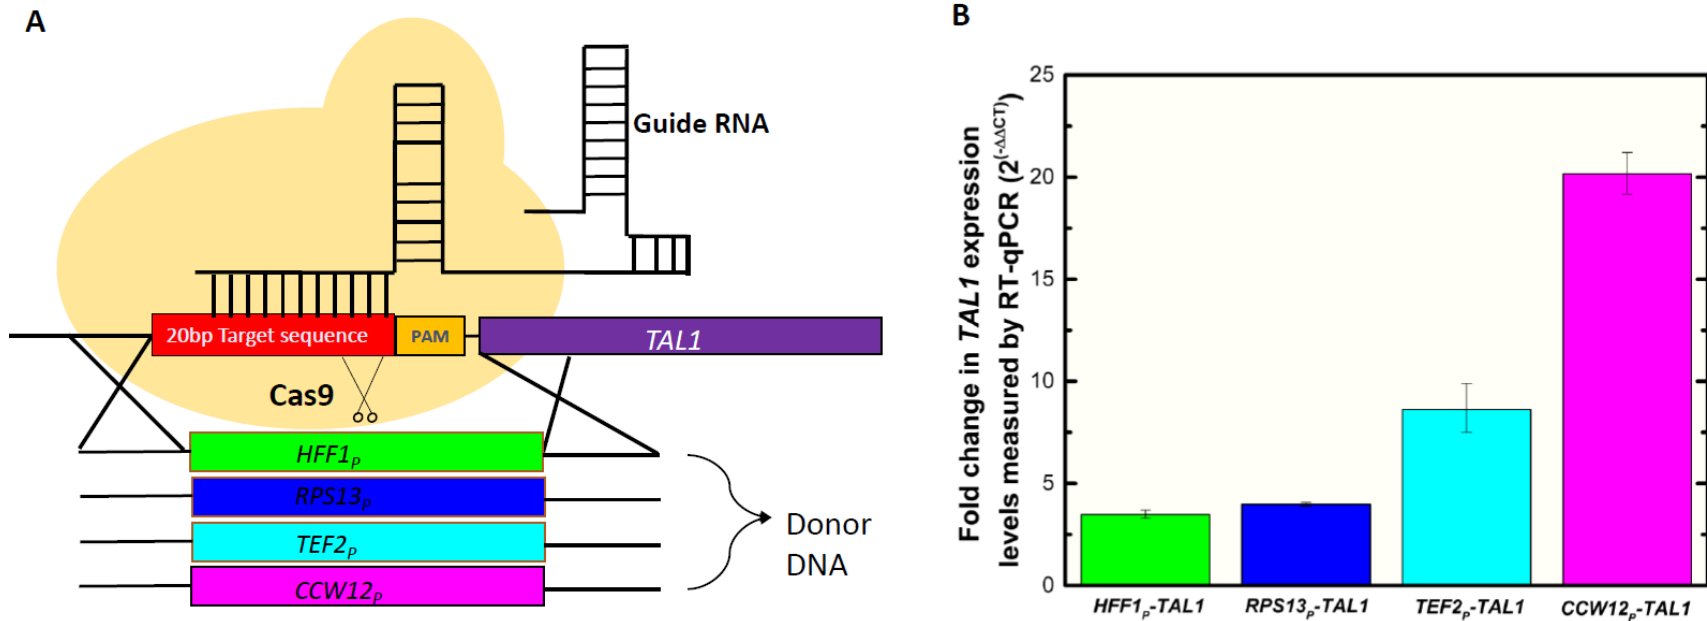 A
Guide RNA
20bp Target sequence
PAM
TAL1
Cas9
HFF1P
RPS13P
TEF2P
CCW12P
Donor
DNA
B
Fold change in TAL1 expression
levels measured by RT-qPCR (2(-ΔΔCT))
25
20
15
10
5
0
HFF1P-TAL1
RPS13P-TAL1
TEF2P-TAL1
CCW12P-TAL1